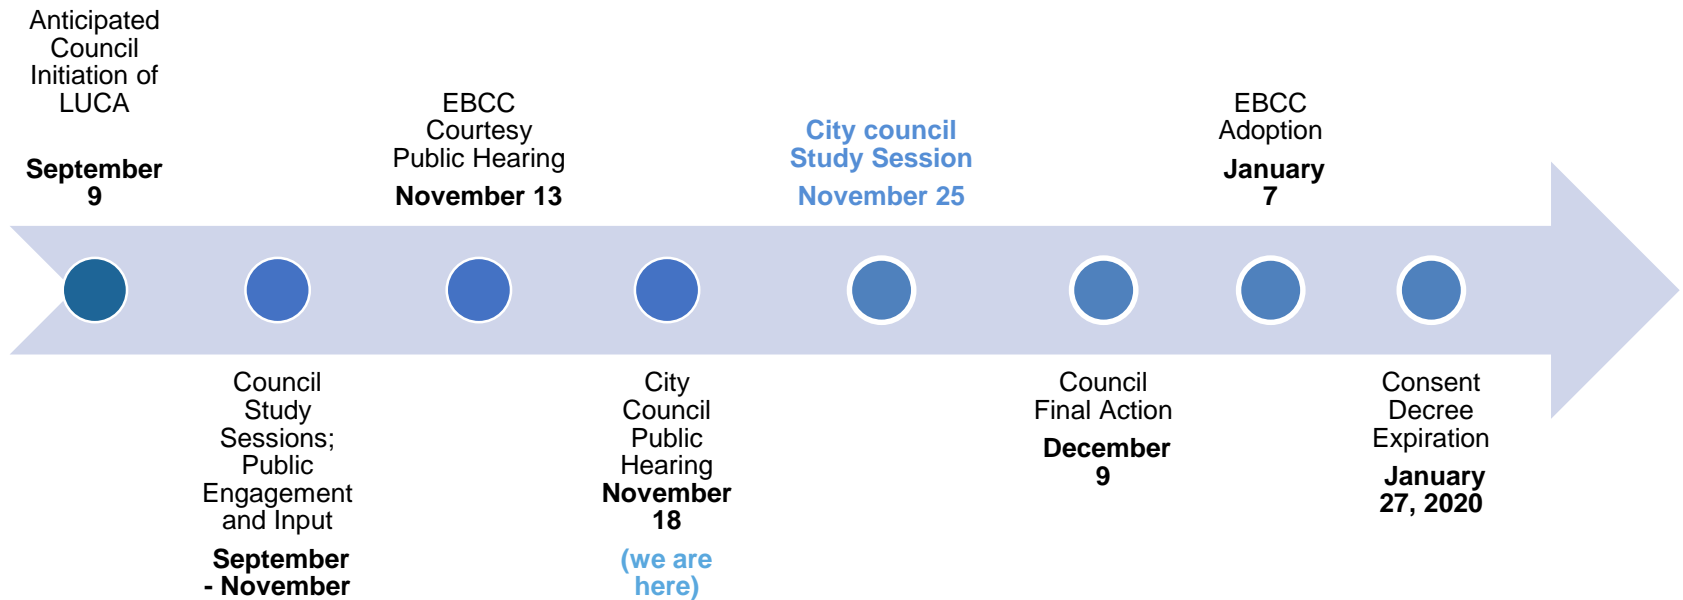 Anticipated
Council
Initiation of
LUCA
September
9
Council
Study
Sessions;
Public
Engagement
and Input
September
- November
EBCC
Courtesy
Public Hearing
November 13
City
Council
Public
Hearing
November
18
(we are
here)
City council
Study Session
November 25
Council
Final Action
December
9
EBCC
Adoption
January
7
Consent
Decree
Expiration
January
27, 2020